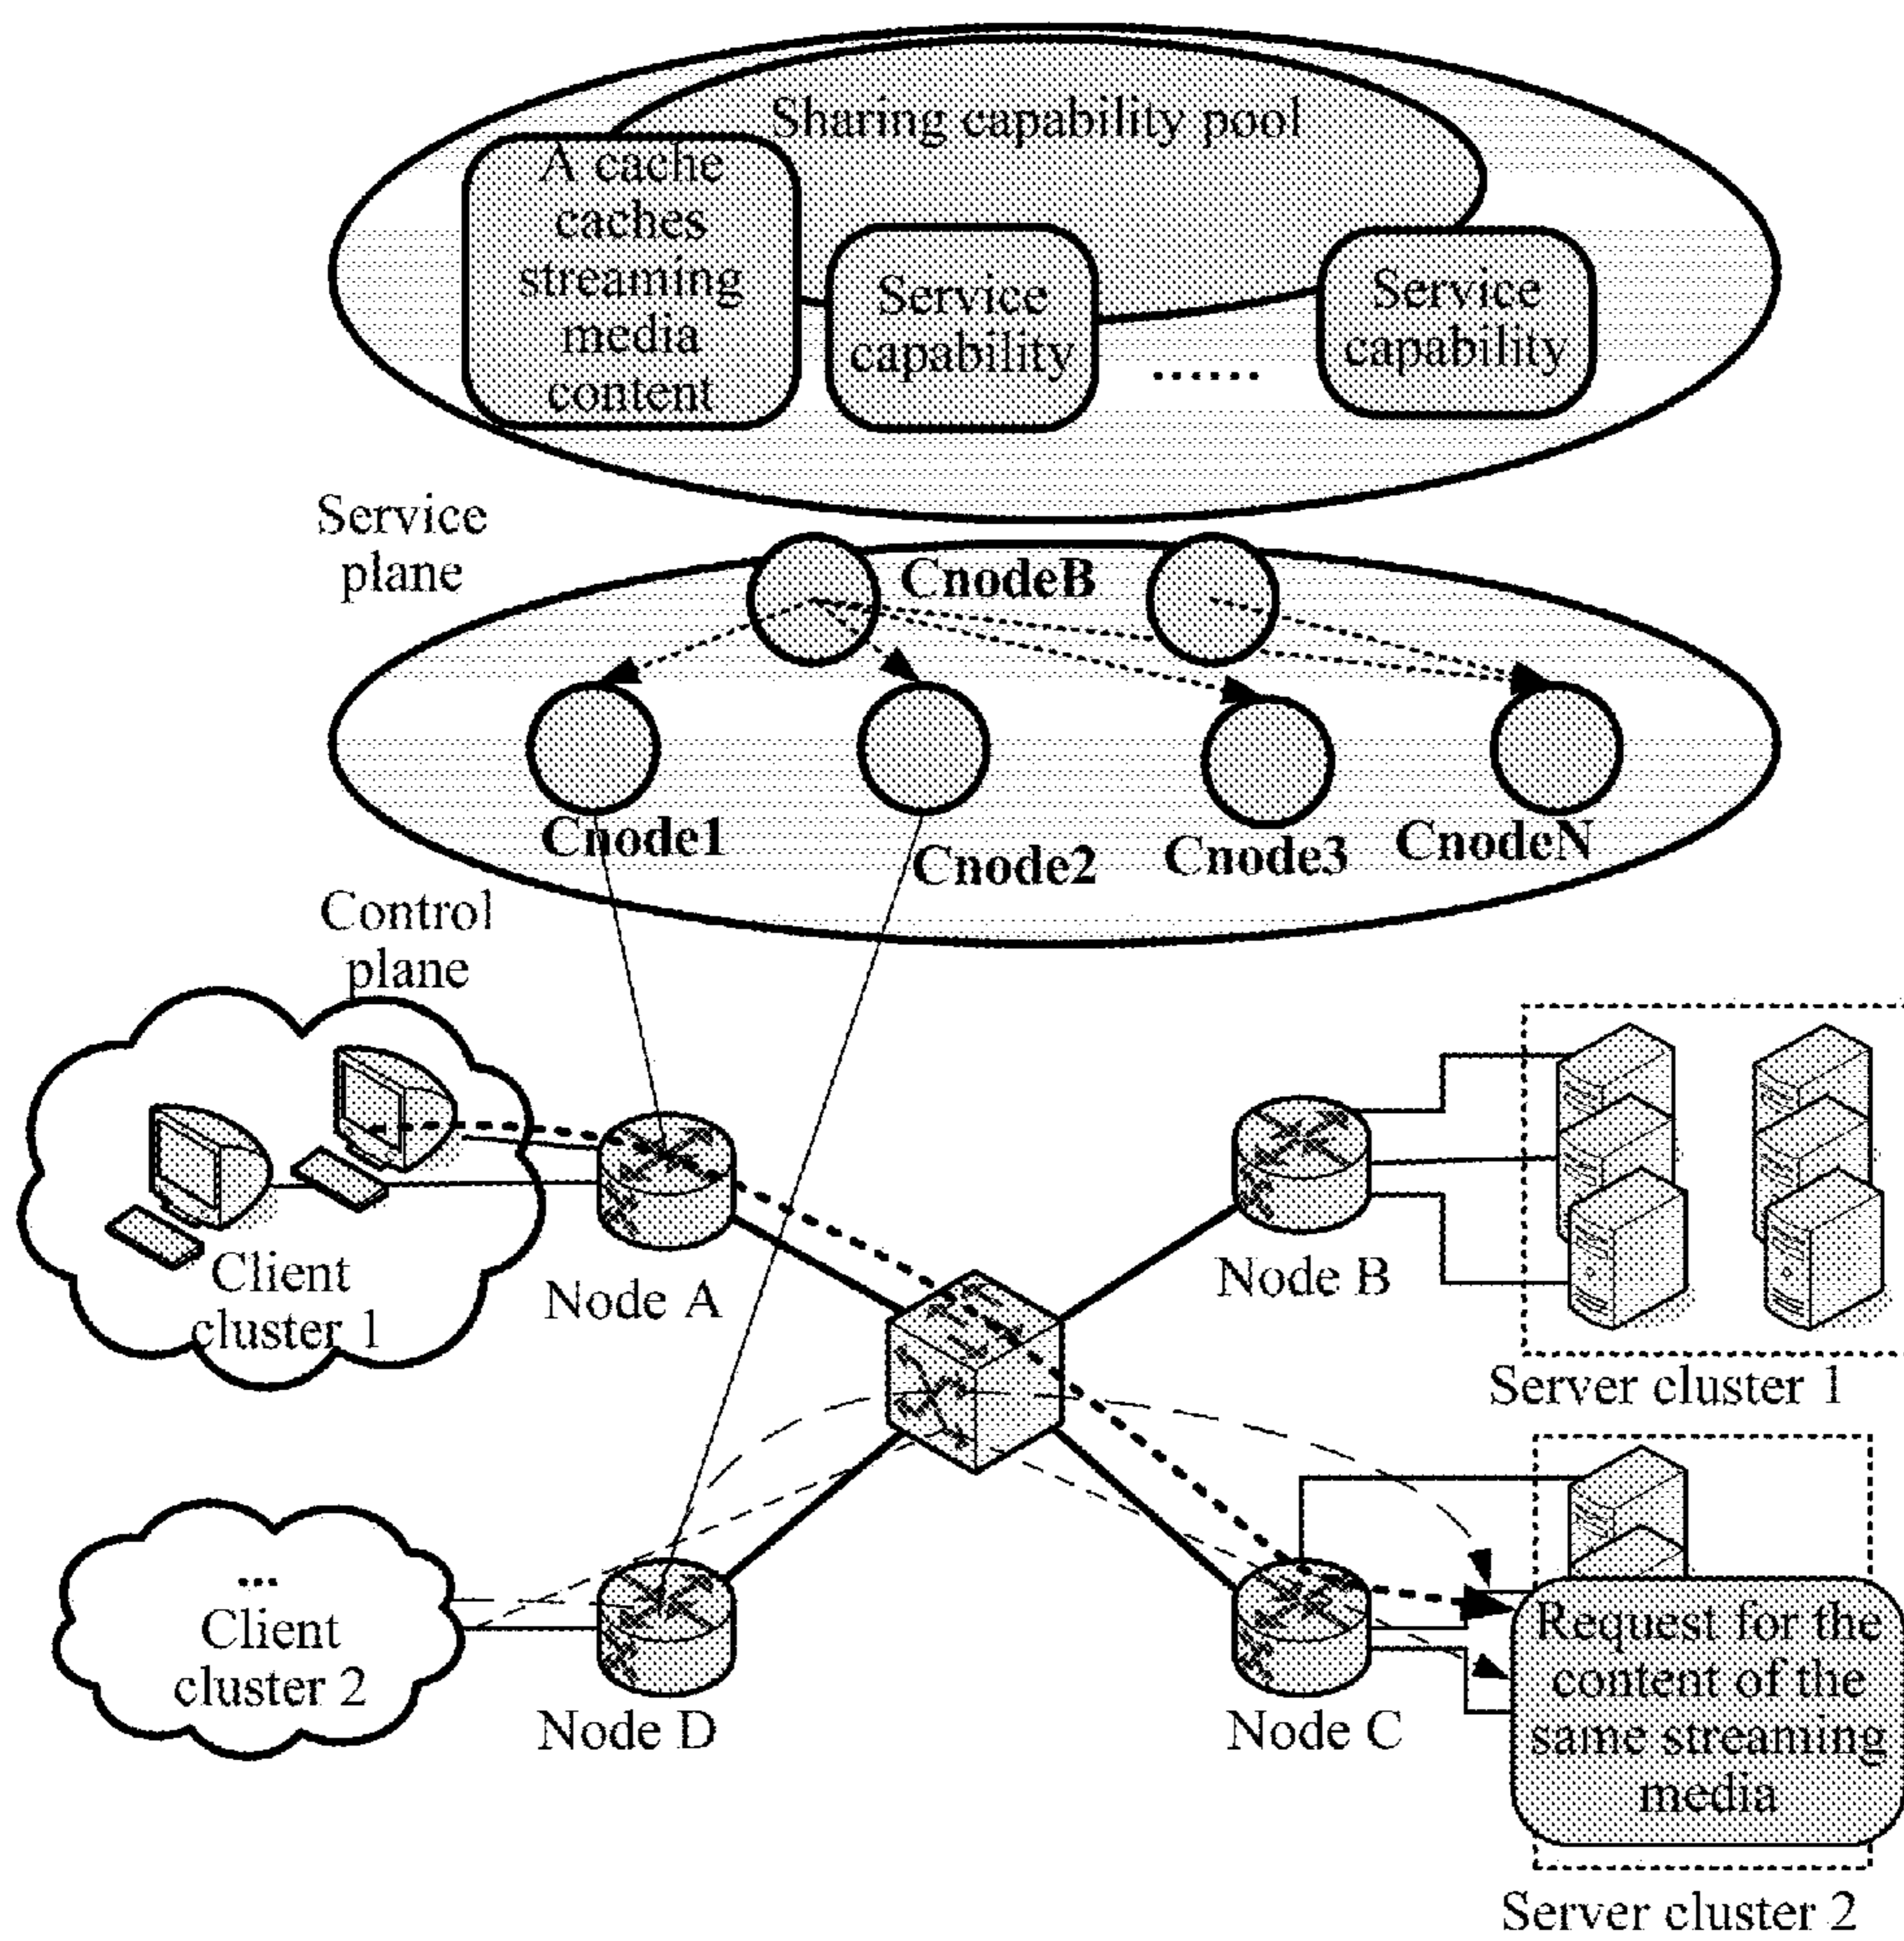 Sharing capability pool
A cache
caches
streaming
media
content
Service
capability
......
Service
capability
Service
plane
CnodeB
Cnode1
Cnode2
Cnode3
CnodeN
Control
plane
Client
cluster 1
Node A
Node B
Server cluster 1
...
Client
cluster 2
Node D
Node C
Request for the
content of the
same streaming
media
Server cluster 2